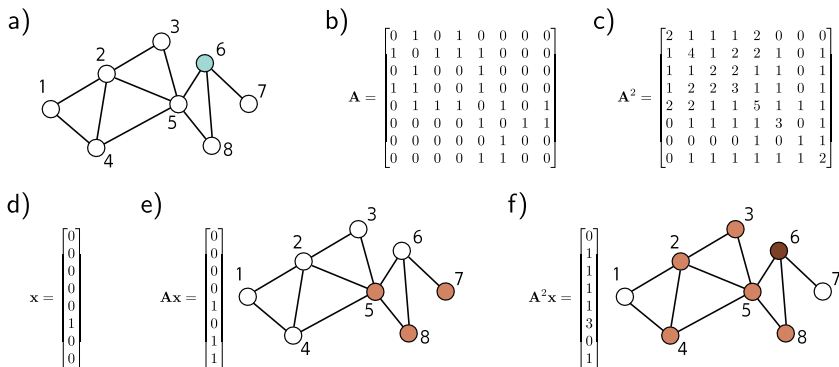 a)
3
6
2
1
7
5
4
8
b)
A =
0 1 0 1 0 0 0 0
1 0 1 1 1 0 0 0
0 1 0 0 1 0 0 0
1 1 0 0 1 0 0 0
0 1 1 1 0 1 0 1
0 0 0 0 1 0 1 1
0 0 0 0 0 1 0 0
0 0 0 0 1 1 0 0
c)
A² =
2 1 1 1 2 0 0 0
1 4 1 2 2 1 0 1
1 1 2 2 1 1 0 1
1 2 2 3 1 1 0 1
2 2 1 1 5 1 1 1
0 1 1 1 1 3 0 1
0 0 0 0 1 0 1 1
0 1 1 1 1 1 1 2
d)
x =
0
0
0
0
0
1
0
0
e)
Ax =
0
0
0
0
1
0
1
1
3
2
6
1
7
5
4
8
f)
A²x =
0
1
1
1
1
3
0
1
3
2
6
1
7
5
4
8